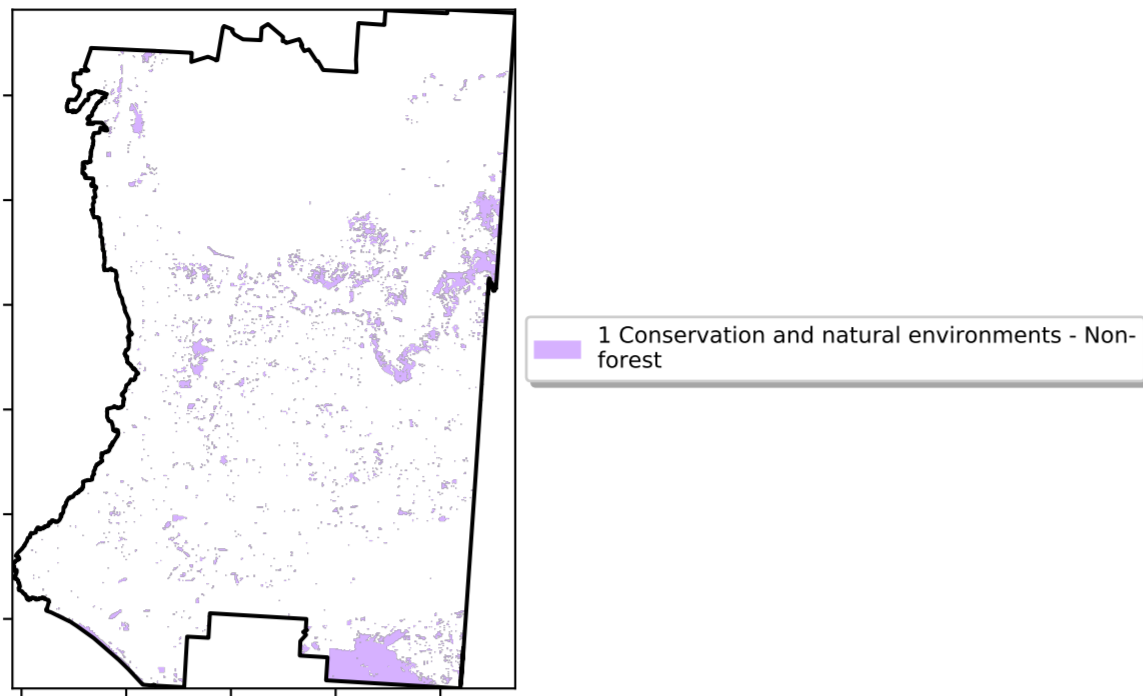 1 Conservation and natural environments - Non-
forest